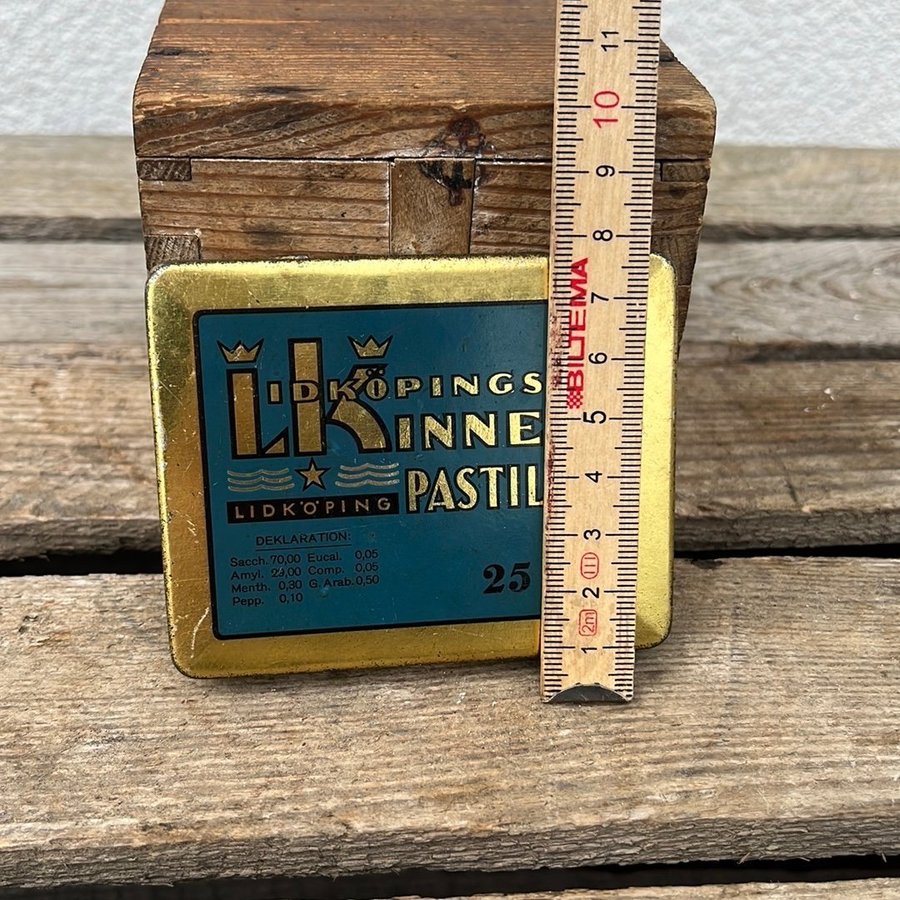 LIDKÖPINGS
KINNE
PASTIL
LK
LIDKÖPING
DEKLARATION:
Sacch. 70,00 Eucal. 0,05
Amyl. 29,00 Comp. 0,05
Menth. 0,30 G. Arab. 0,50
Pepp. 0,10
25
11
10
9
8
7
6
5
4
3
2
1
BILTEMA
III
2m